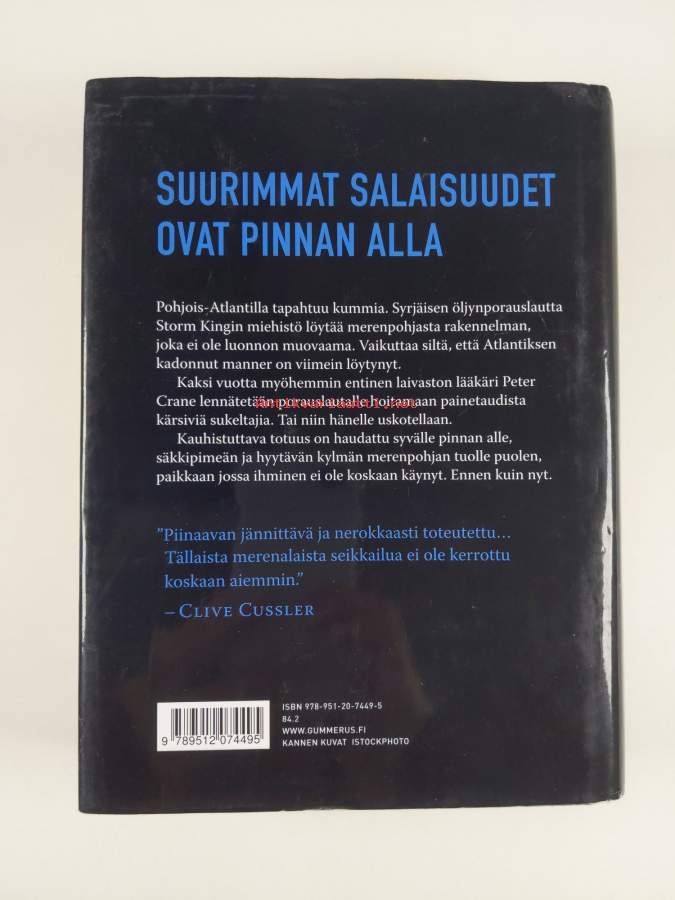 SUURIMMAT SALAISUUDET
OVAT PINNAN ALLA
Pohjois-Atlantilla tapahtuu kummia. Syrjäisen öljynporauslautta
Storm Kingin miehistö löytää merenpohjasta rakennelman,
joka ei ole luonnon muovaama. Vaikuttaa siltä, että Atlantiksen
kadonnut manner on viimein löytynyt.
Kaksi vuotta myöhemmin entinen laivaston lääkäri Peter
Crane lennätetään porauslautalle hoitamaan painetaudista
antikvariaatti.net
kärsiviä sukeltajia. Tai niin hänelle uskotellaan.
Kauhistuttava totuus on haudattu syvälle pinnan alle,
säkkipimeän ja hyytävän kylmän merenpohjan tuolle puolen,
paikkaan jossa ihminen ei ole koskaan käynyt. Ennen kuin nyt.
”Piinaavan jännittävä ja nerokkaasti toteutettu...
Tällaista merenalaista seikkailua ei ole kerrottu
koskaan aiemmin.”
– CLIVE CUSSLER
ISBN 978-951-20-7449-5
84.2
WWW.GUMMERUS.FI
KANNEN KUVAT ISTOCKPHOTO
9 789512 074495